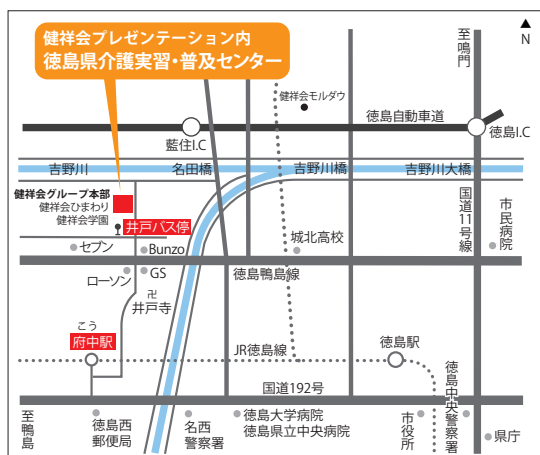 健祥会プレゼンテーション内
徳島県介護実習・普及センター
至鳴門
N
健祥会モルダウ
徳島自動車道
藍住I.C
徳島I.C
吉野川
名田橋
吉野川橋
吉野川大橋
健祥会グループ本部
健祥会ひまわり
健祥会学園
井戸バス停
国道11号線
市民病院
セブン
Bunzo
城北高校
徳島鴨島線
ローソン
GS
卍
井戸寺
こう
府中駅
JR徳島線
徳島駅
国道192号
至鴨島
徳島西
郵便局
名西
警察署
徳島大学病院
徳島県立中央病院
市役所
徳島中央警察署
県庁